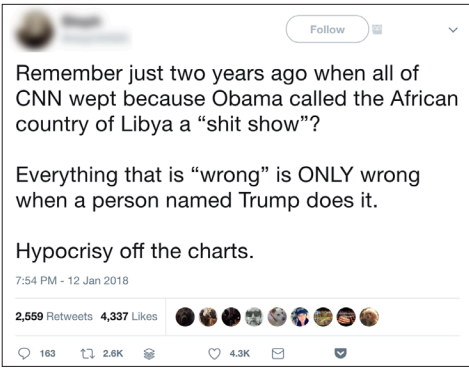 Follow
Remember just two years ago when all of
CNN wept because Obama called the African
country of Libya a “shit show”?
Everything that is “wrong” is ONLY wrong
when a person named Trump does it.
Hypocrisy off the charts.
7:54 PM - 12 Jan 2018
2,559 Retweets 4,337 Likes
163 2.6K 4.3K